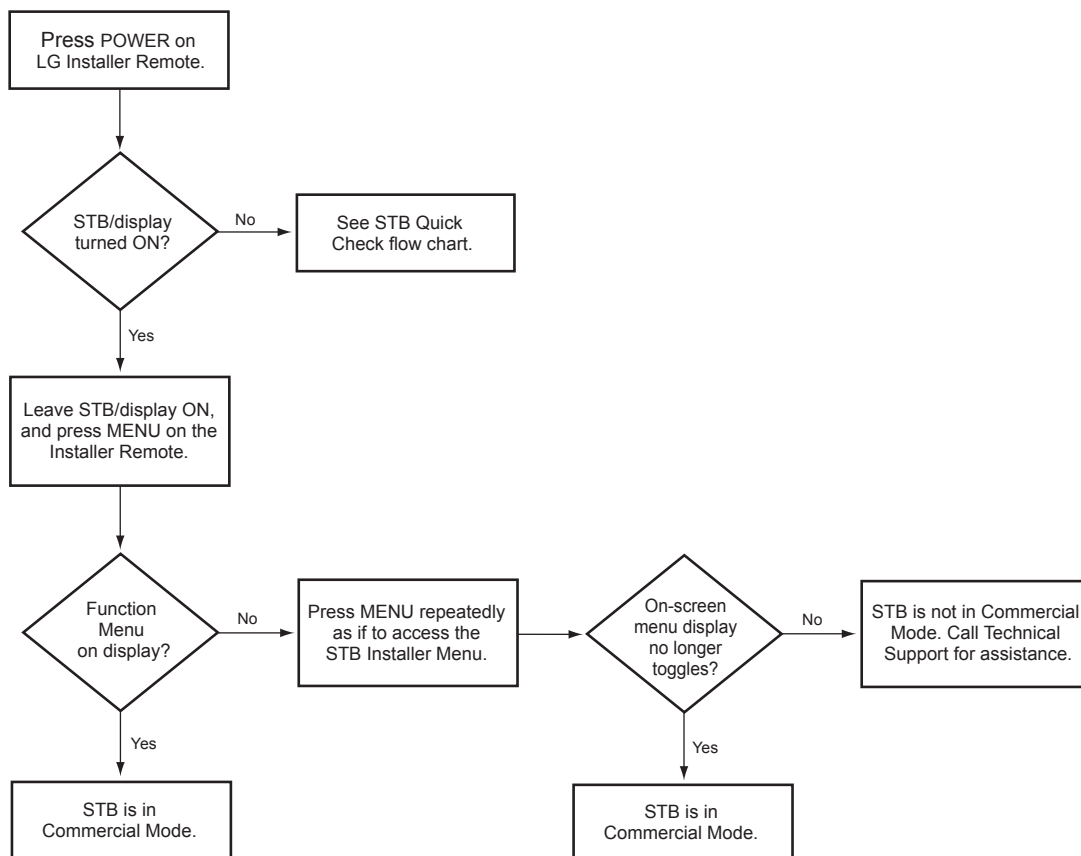 Press POWER on
LG Installer Remote.
STB/display
turned ON?
No
See STB Quick
Check flow chart.
Yes
Leave STB/display ON,
and press MENU on the
Installer Remote.
Function
Menu
on display?
No
Press MENU repeatedly
as if to access the
STB Installer Menu.
On-screen
menu display
no longer
toggles?
No
STB is not in Commercial
Mode. Call Technical
Support for assistance.
Yes
STB is in
Commercial Mode.
Yes
STB is in
Commercial Mode.